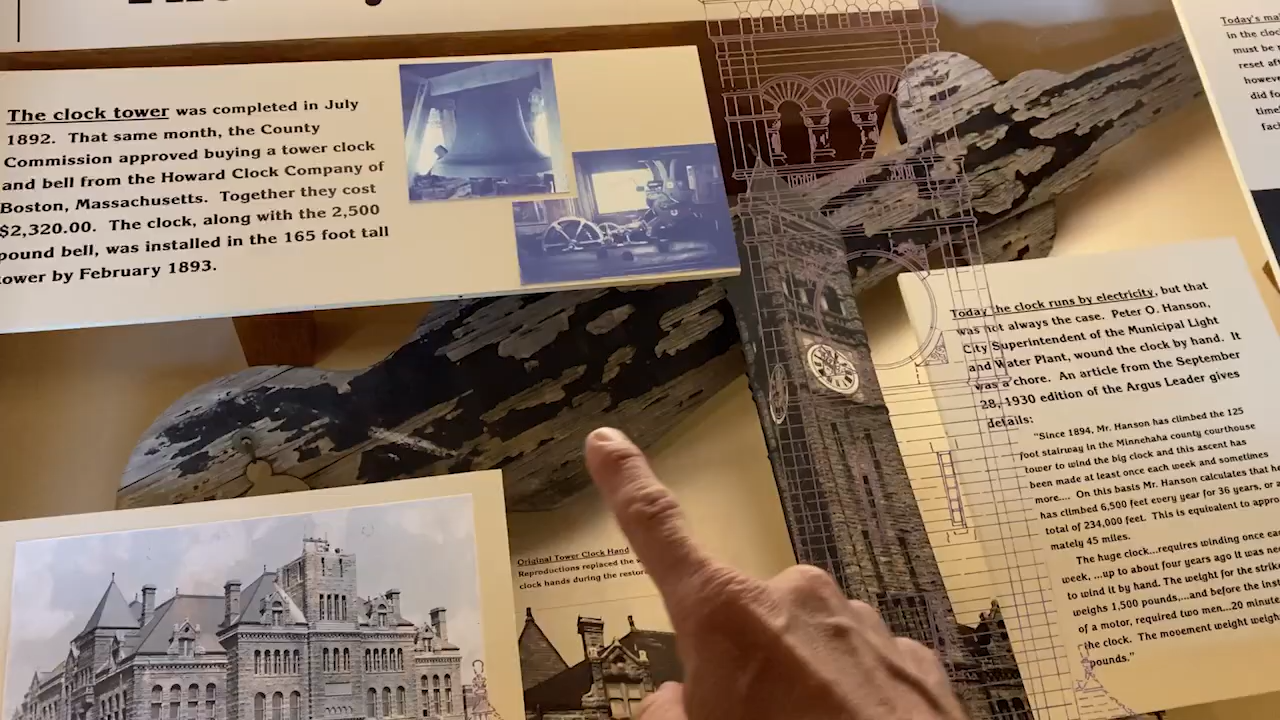 The clock tower was completed in July
1892. That same month, the County
Commission approved buying a tower clock
and bell from the Howard Clock Company of
Boston, Massachusetts. Together they cost
$2,320.00. The clock, along with the 2,500
pound bell, was installed in the 165 foot tall
tower by February 1893.
Original Tower Clock Hand
Reproductions replaced the
clock hands during the
Today the clock runs by electricity, but that
was not always the case. Peter O. Hanson,
City Superintendent of the Municipal Light
and Water Plant, wound the clock by hand. It
was a chore. An article from the September
28, 1930 edition of the Argus Leader gives
details:
"Since 1894, Mr. Hanson has climbed the 125
foot stairway in the Minnehaha county courthouse
tower to wind the big clock and this ascent has
been made at least once each week and sometimes
more.... On this basis Mr. Hanson calculates that
has climbed 6,500 feet every year for 36 years, or
total of 234,000 feet. This is equivalent to
mately 45 miles.
The huge clock...requires winding once
week, ...up to about four years ago it was
to wind it by hand. The weight for the
weighs 1,500 pounds,...and before the
of a motor, required two men...20
the clock. The movement weight
pounds."
Today's
in the
must be
reset